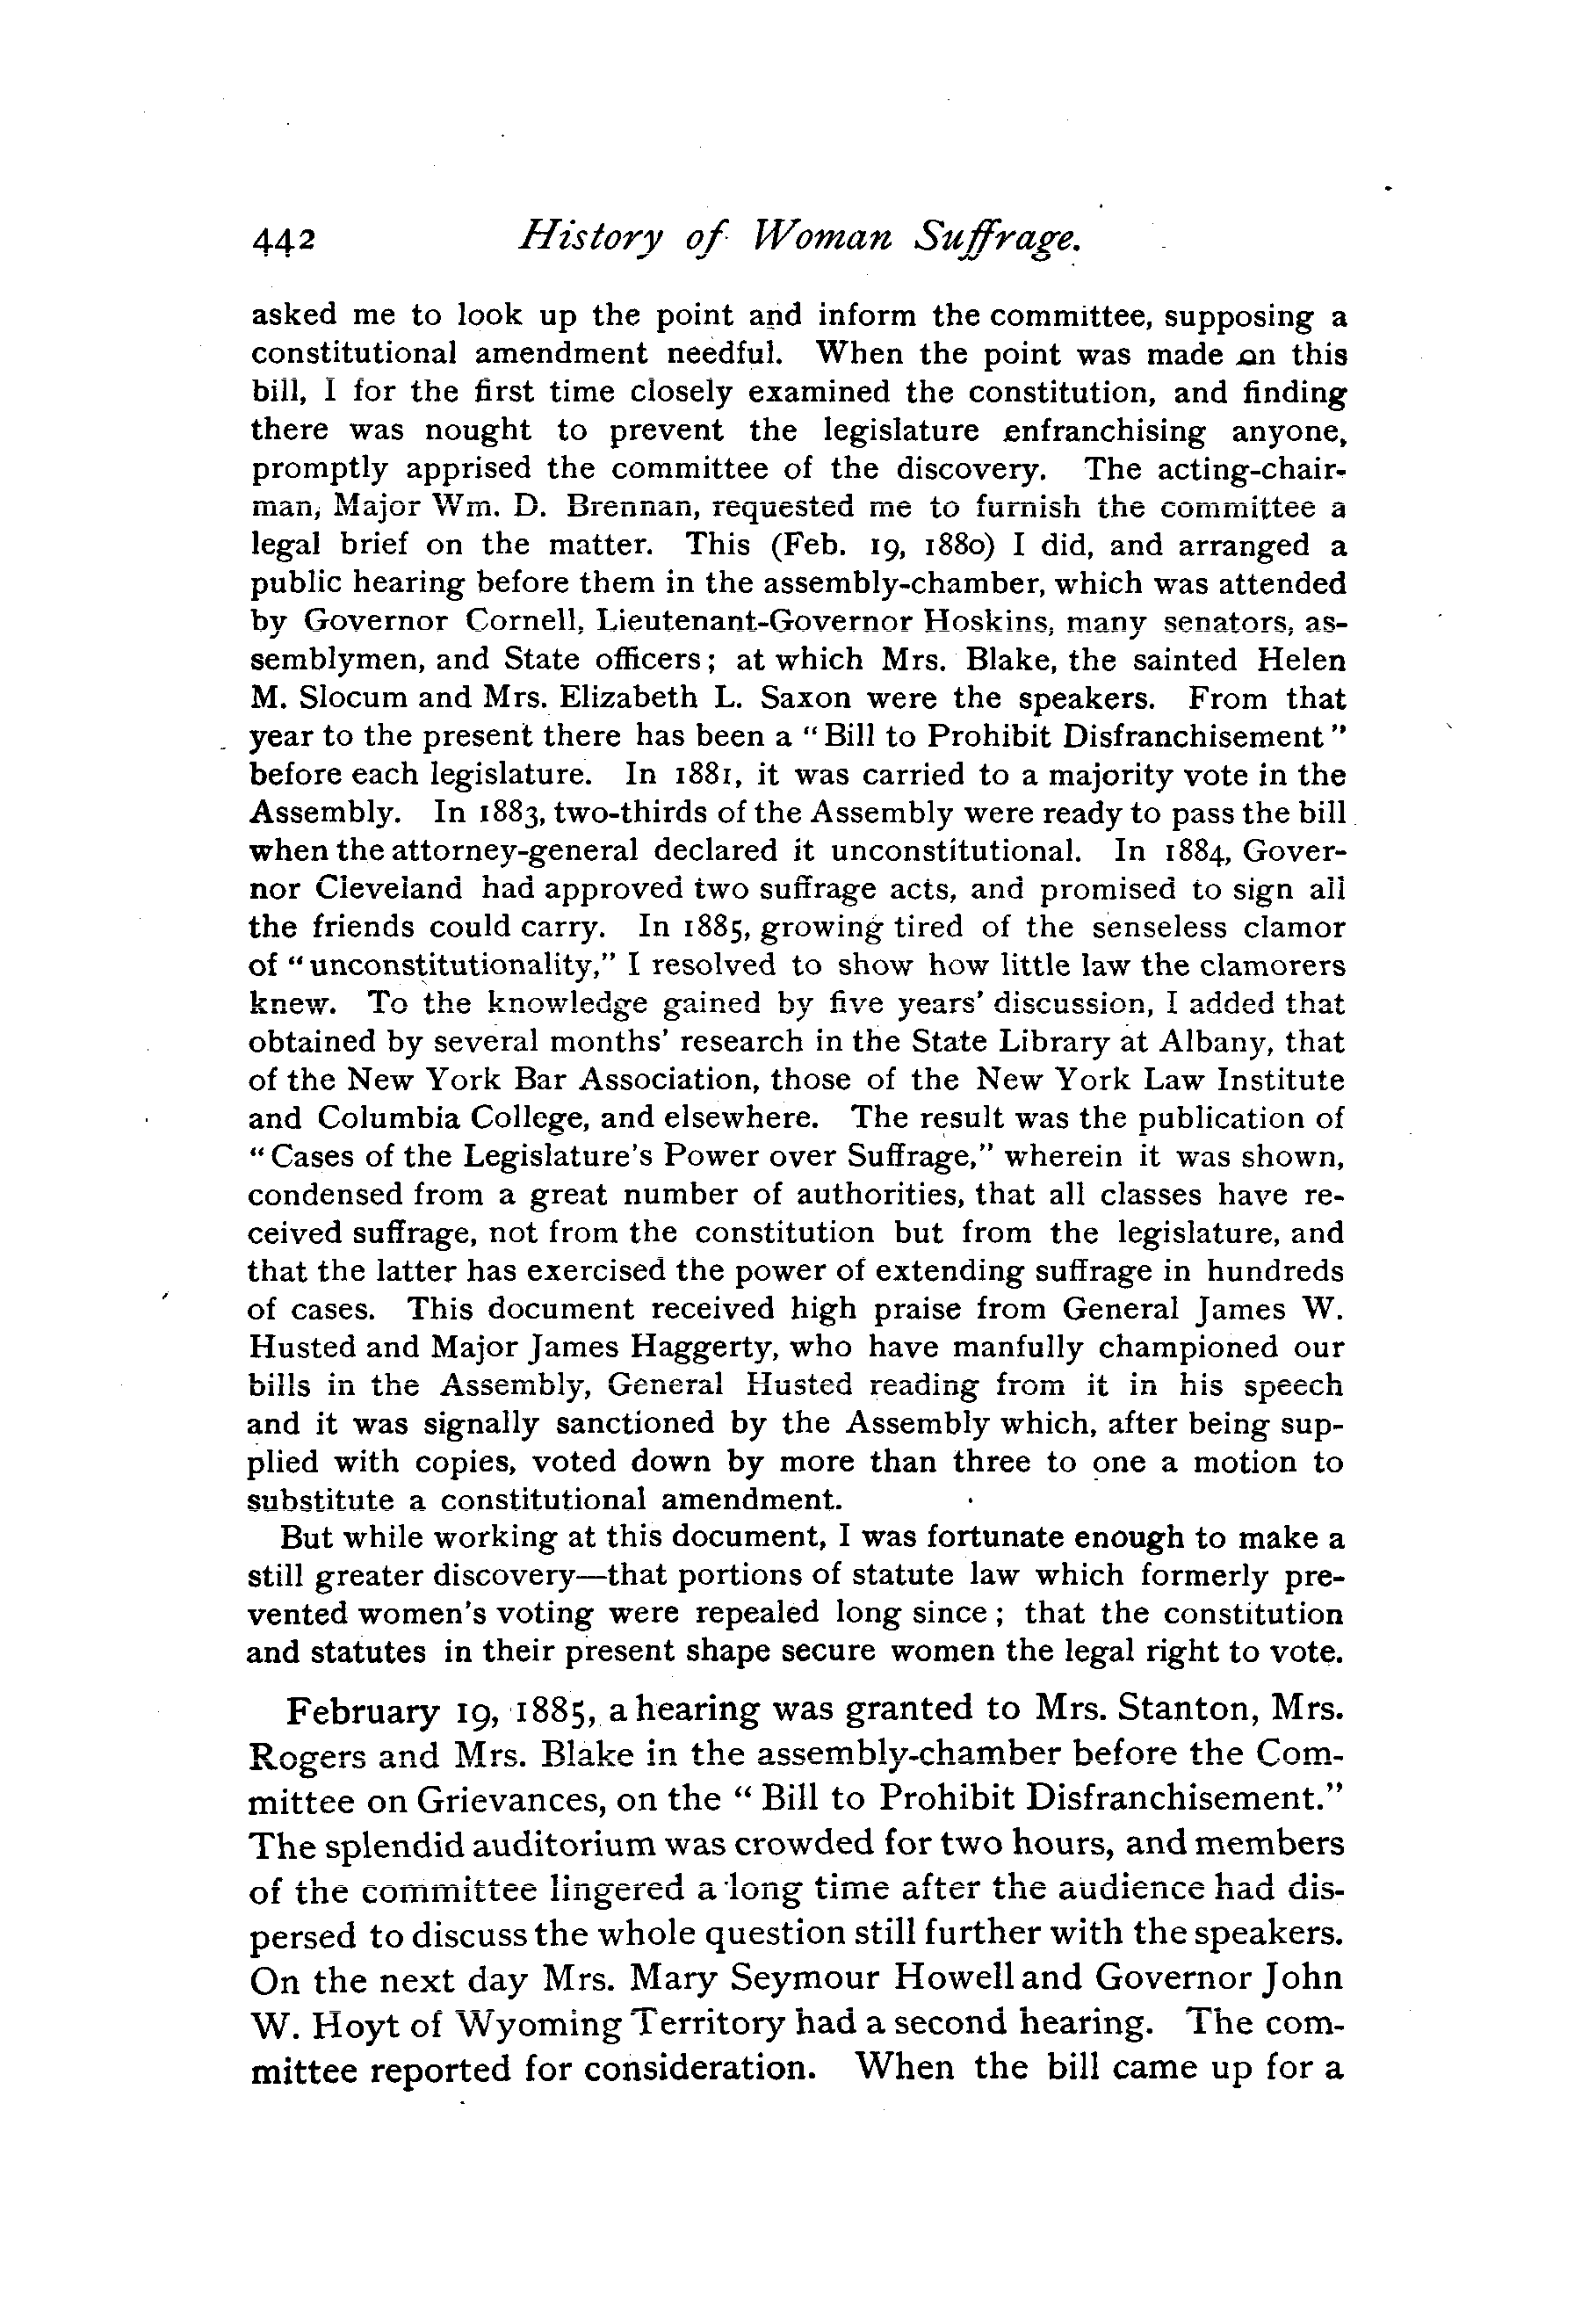 442 History of Woman Suffrage.
asked me to look up the point and inform the committee, supposing a
constitutional amendment needful. When the point was made on this
bill, I for the first time closely examined the constitution, and finding
there was nought to prevent the legislature enfranchising anyone,
promptly apprised the committee of the discovery. The acting-chair-
man, Major Wm. D. Brennan, requested me to furnish the committee a
legal brief on the matter. This (Feb. 19, 1880) I did, and arranged a
public hearing before them in the assembly-chamber, which was attended
by Governor Cornell, Lieutenant-Governor Hoskins, many senators, as-
semblymen, and State officers; at which Mrs. Blake, the sainted Helen
M. Slocum and Mrs. Elizabeth L. Saxon were the speakers. From that
year to the present there has been a "Bill to Prohibit Disfranchisement"
before each legislature. In 1881, it was carried to a majority vote in the
Assembly. In 1883, two-thirds of the Assembly were ready to pass the bill
when the attorney-general declared it unconstitutional. In 1884, Gover-
nor Cleveland had approved two suffrage acts, and promised to sign all
the friends could carry. In 1885, growing tired of the senseless clamor
of "unconstitutionality," I resolved to show how little law the clamorers
knew. To the knowledge gained by five years' discussion, I added that
obtained by several months' research in the State Library at Albany, that
of the New York Bar Association, those of the New York Law Institute
and Columbia College, and elsewhere. The result was the publication of
"Cases of the Legislature's Power over Suffrage," wherein it was shown,
condensed from a great number of authorities, that all classes have re-
ceived suffrage, not from the constitution but from the legislature, and
that the latter has exercised the power of extending suffrage in hundreds
of cases. This document received high praise from General James W.
Husted and Major James Haggerty, who have manfully championed our
bills in the Assembly, General Husted reading from it in his speech
and it was signally sanctioned by the Assembly which, after being sup-
plied with copies, voted down by more than three to one a motion to
substitute a constitutional amendment.
But while working at this document, I was fortunate enough to make a
still greater discovery—that portions of statute law which formerly pre-
vented women's voting were repealed long since; that the constitution
and statutes in their present shape secure women the legal right to vote.
February 19, 1885, a hearing was granted to Mrs. Stanton, Mrs.
Rogers and Mrs. Blake in the assembly-chamber before the Com-
mittee on Grievances, on the "Bill to Prohibit Disfranchisement."
The splendid auditorium was crowded for two hours, and members
of the committee lingered a long time after the audience had dis-
persed to discuss the whole question still further with the speakers.
On the next day Mrs. Mary Seymour Howell and Governor John
W. Hoyt of Wyoming Territory had a second hearing. The com-
mittee reported for consideration. When the bill came up for a